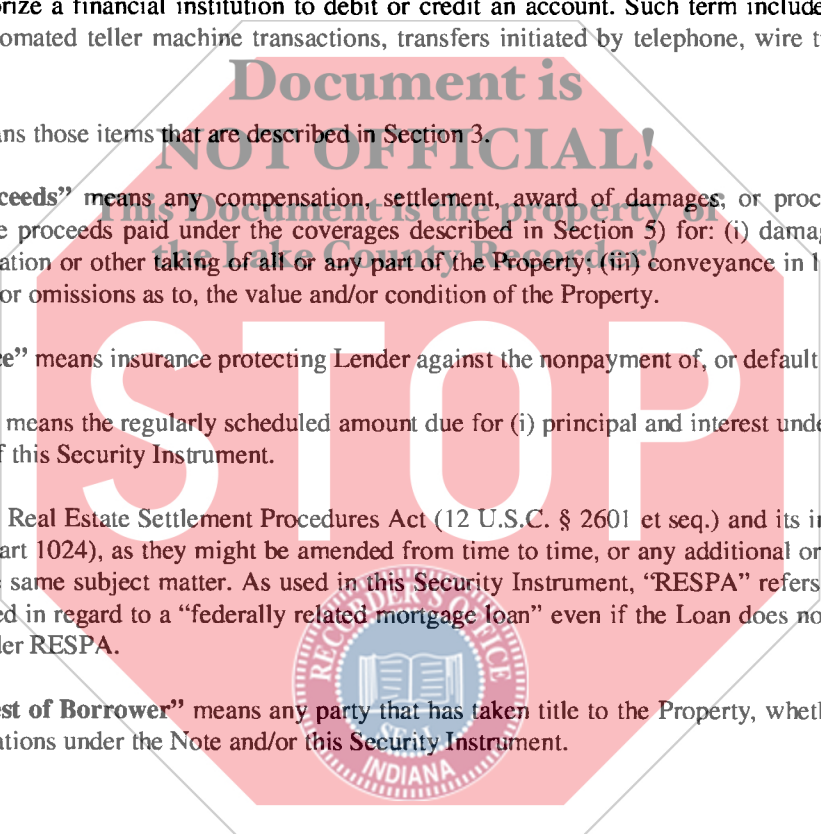 orize a financial institution to debit or credit an account. Such term include
omated teller machine transactions, transfers initiated by telephone, wire t
Document is
ns those items that are described in Section 3.
NOT OFFICIAL!
ceeds” means any compensation, settlement, award of damages, or proc
This Document is the property of
e proceeds paid under the coverages described in Section 5) for: (i) dama
the Lake County Recorder!
ation or other taking of all or any part of the Property; (iii) conveyance in l
or omissions as to, the value and/or condition of the Property.
STOP
ce” means insurance protecting Lender against the nonpayment of, or default
means the regularly scheduled amount due for (i) principal and interest unde
f this Security Instrument.
Real Estate Settlement Procedures Act (12 U.S.C. § 2601 et seq.) and its i
art 1024), as they might be amended from time to time, or any additional or
same subject matter. As used in this Security Instrument, “RESPA” refers
ed in regard to a “federally related mortgage loan” even if the Loan does no
der RESPA.
RECORDER'S OFFICE
est of Borrower” means any party that has taken title to the Property, wheth
SEAL
ations under the Note and/or this Security Instrument.
INDIANA